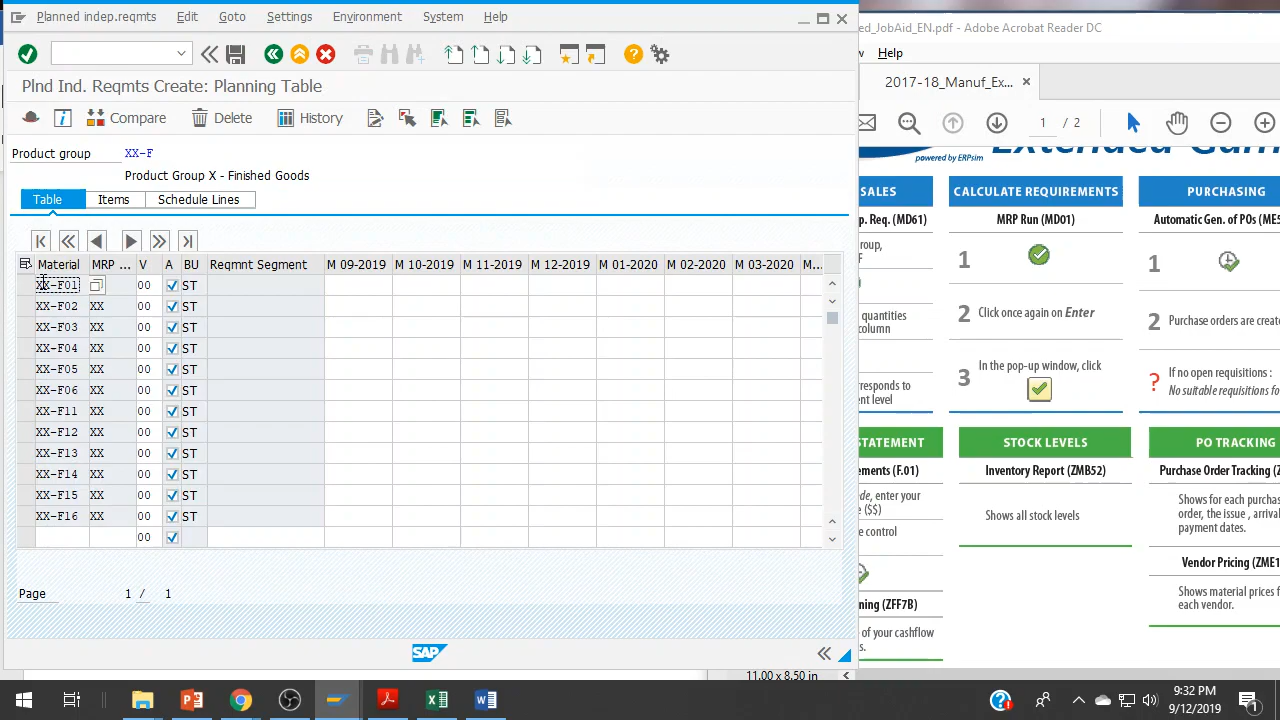 Planned indep.reqmts Edit Goto Settings Environment System Help
Plnd Ind. Reqmts Create: Planning Table
Compare Delete History
Product group XX-F
Product Group X - Finished Goods
Table Items Schedule Lines
Material MRP ... V A BU Reqmnt Segment M 09-2019 M 10-2019 M 11-2019 M 12-2019 M 01-2020 M 02-2020 M 03-2020 M...
XX-F01 00 ST
XX-F02 XX 00 ST
XX-F03 XX 00 ST
XX-F04 XX 00 ST
XX-F05 XX 00 ST
XX-F06 XX 00 ST
XX-F11 XX 00 ST
XX-F12 XX 00 ST
XX-F13 XX 00 ST
XX-F14 XX 00 ST
XX-F15 XX 00 ST
XX-F16 XX 00 ST
00
Page 1 / 1
SAP
ed_JobAid_EN.pdf - Adobe Acrobat Reader DC
Help
2017-18_Manuf_Ex...
1 / 2
powered by ERPsim
SALES
p. Req. (MD61)
group,
F
quantities
column
rresponds to
ent level
CALCULATE REQUIREMENTS
MRP Run (MD01)
1
2 Click once again on Enter
3 In the pop-up window, click
PURCHASING
Automatic Gen. of POs (ME5
1
2 Purchase orders are create
? If no open requisitions :
No suitable requisitions fo
STATEMENT
ements (F.01)
de, enter your
e ($$)
e control
ning (ZFF7B)
e of your cashflow
s.
STOCK LEVELS
Inventory Report (ZMB52)
Shows all stock levels
PO TRACKING
Purchase Order Tracking (Z
Shows for each purchas
order, the issue , arrival
payment dates.
Vendor Pricing (ZME1
Shows material prices f
each vendor.
11.00 x 8.50 in
9:32 PM
9/12/2019